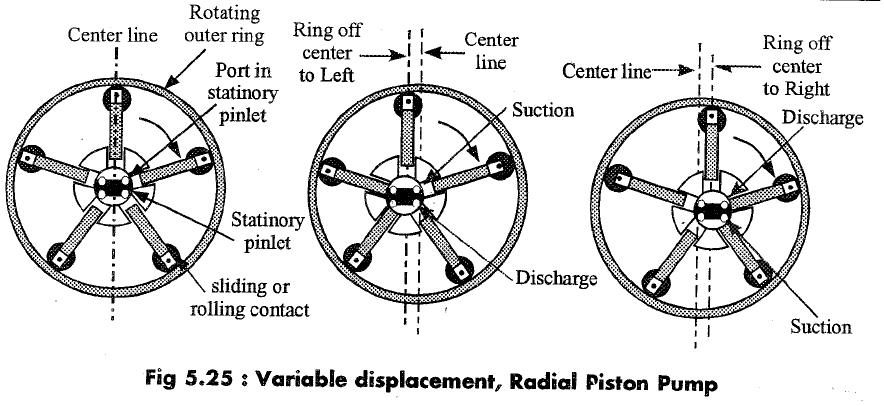 Center line
Rotating
outer ring
Port in
statinory
pinlet
Statinory
pinlet
sliding or
rolling contact
Ring off
center
to Left
Center
line
Suction
Discharge
Center line
Ring off
center
to Right
Discharge
Suction
Fig 5.25 : Variable displacement, Radial Piston Pump